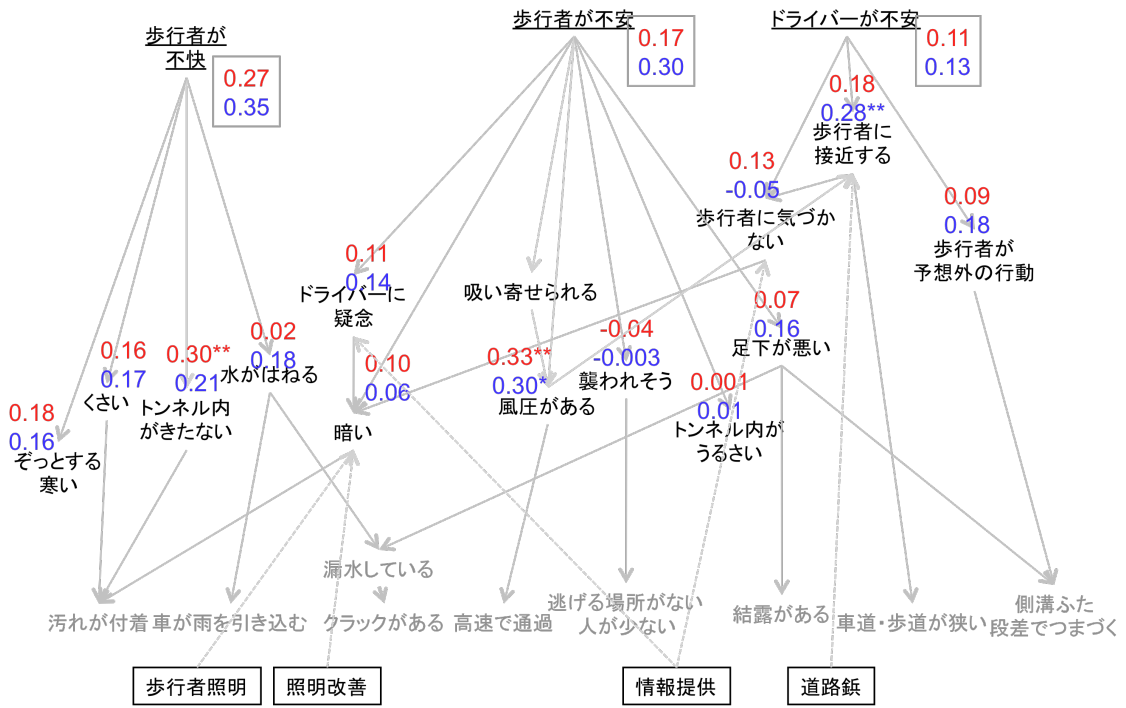 歩行者が
不快
0.27
0.35
歩行者が不安
0.17
0.30
ドライバーが不安
0.11
0.13
0.18
0.28**
歩行者に
接近する
0.13
-0.05
歩行者に気づか
ない
0.09
0.18
歩行者が
予想外の行動
0.11
0.14
ドライバーに
疑念
吸い寄せられる
0.07
0.16
足下が悪い
0.02
0.18
水がはねる
0.16
0.17
くさい
0.30**
0.21
トンネル内
がきたない
0.10
0.06
暗い
0.33**
0.30*
風圧がある
-0.04
-0.003
襲われそう
0.001
0.01
トンネル内が
うるさい
0.18
0.16
ぞっとする
寒い
漏水している
汚れが付着
車が雨を引き込む
クラックがある
高速で通過
逃げる場所がない
人が少ない
結露がある
車道・歩道が狭い
側溝ふた
段差でつまづく
歩行者照明
照明改善
情報提供
道路鋲